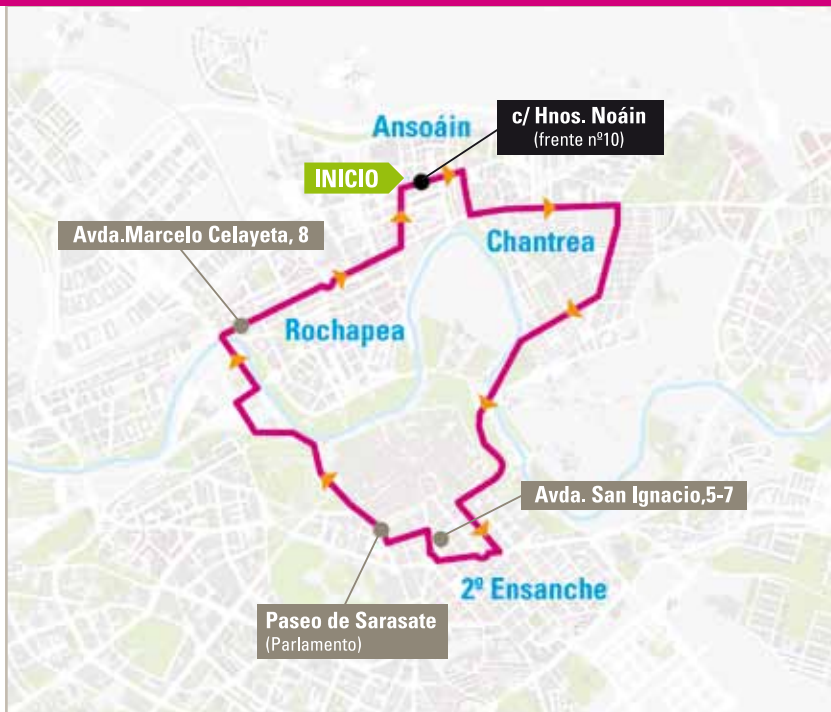 Ansoáin
c/ Hnos. Noáin
(frente nº10)
INICIO
Avda.Marcelo Celayeta, 8
Chantrea
Rochapea
Avda. San Ignacio,5-7
2º Ensanche
Paseo de Sarasate
(Parlamento)